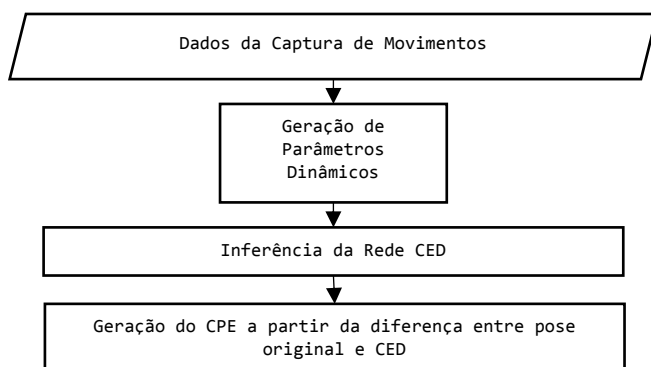 Dados da Captura de Movimentos
Geração de
Parâmetros
Dinâmicos
Inferência da Rede CED
Geração do CPE a partir da diferença entre pose
original e CED